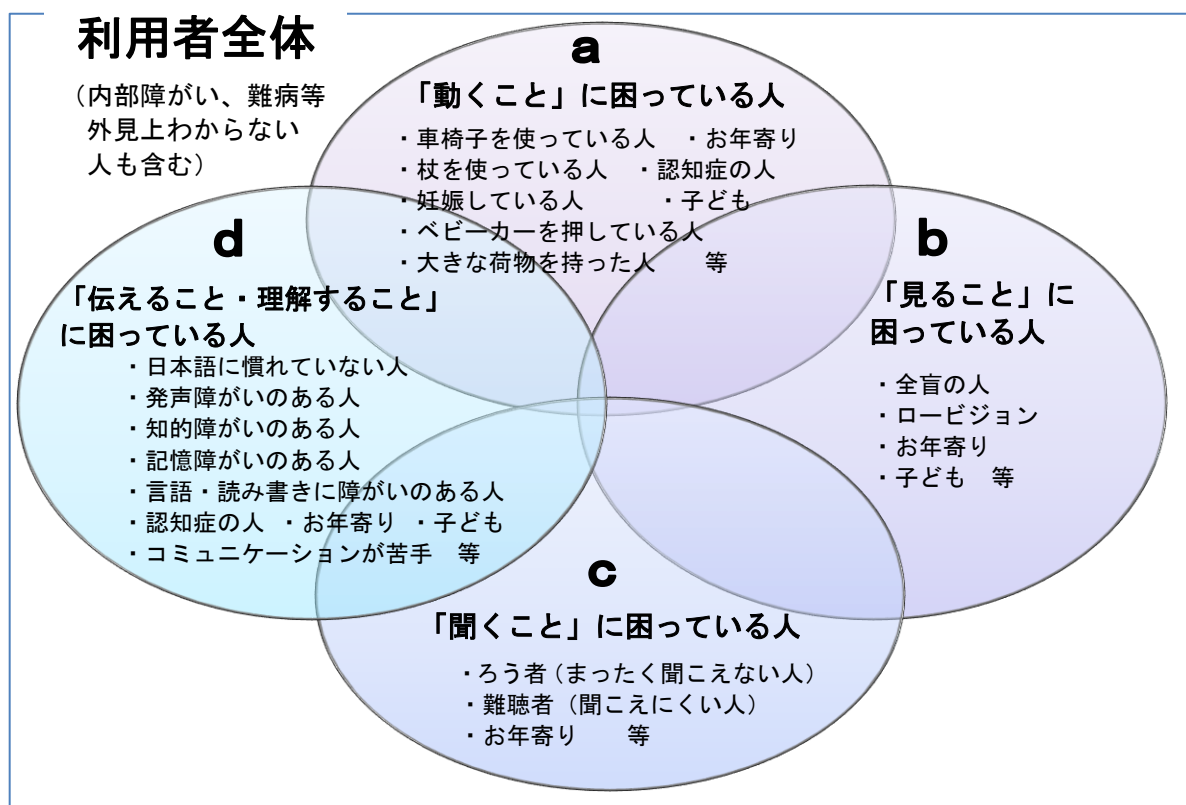 利用者全体
（内部障がい、難病等
外見上わからない
人も含む）
a
「動くこと」に困っている人
・車椅子を使っている人　・お年寄り
・杖を使っている人　・認知症の人
・妊娠している人　　　・子ども
・ベビーカーを押している人
・大きな荷物を持った人　　等
b
「見ること」に
困っている人
・全盲の人
・ロービジョン
・お年寄り
・子ども　等
d
「伝えること・理解すること」
に困っている人
・日本語に慣れていない人
・発声障がいのある人
・知的障がいのある人
・記憶障がいのある人
・言語・読み書きに障がいのある人
・認知症の人　・お年寄り　・子ども
・コミュニケーションが苦手　等
c
「聞くこと」に困っている人
・ろう者（まったく聞こえない人）
・難聴者（聞こえにくい人）
・お年寄り　　等